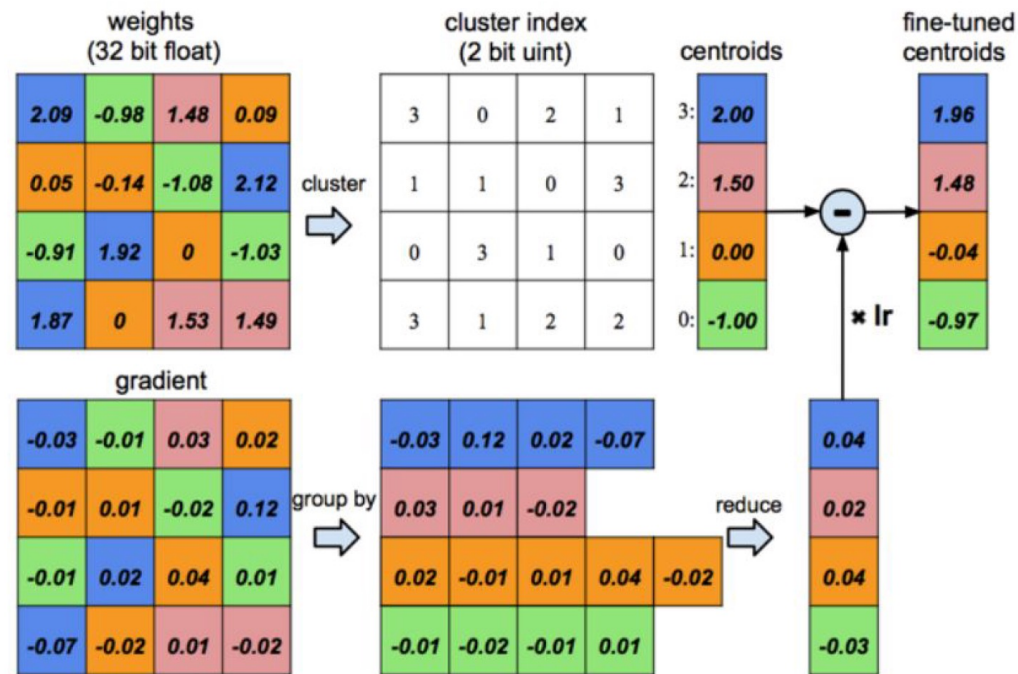 weights
(32 bit float)
cluster index
(2 bit uint)
centroids
fine-tuned
centroids
2.09 -0.98 1.48 0.09
0.05 -0.14 -1.08 2.12
-0.91 1.92 0 -1.03
1.87 0 1.53 1.49
cluster
3 0 2 1
1 1 0 3
0 3 1 0
3 1 2 2
3: 2.00
2: 1.50
1: 0.00
0: -1.00
-
× lr
1.96
1.48
-0.04
-0.97
gradient
-0.03 -0.01 0.03 0.02
-0.01 0.01 -0.02 0.12
-0.01 0.02 0.04 0.01
-0.07 -0.02 0.01 -0.02
group by
-0.03 0.12 0.02 -0.07
0.03 0.01 -0.02
0.02 -0.01 0.01 0.04 -0.02
-0.01 -0.02 -0.01 0.01
reduce
0.04
0.02
0.04
-0.03